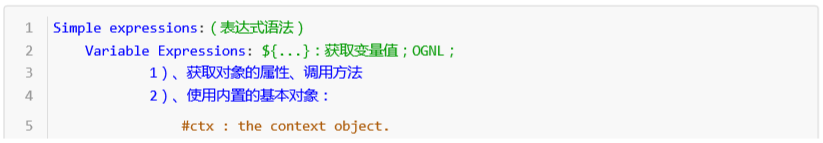 1 Simple expressions:（表达式语法）
2 Variable Expressions: ${...}：获取变量值；OGNL；
3 1）、获取对象的属性、调用方法
4 2）、使用内置的基本对象：
5 #ctx : the context object.